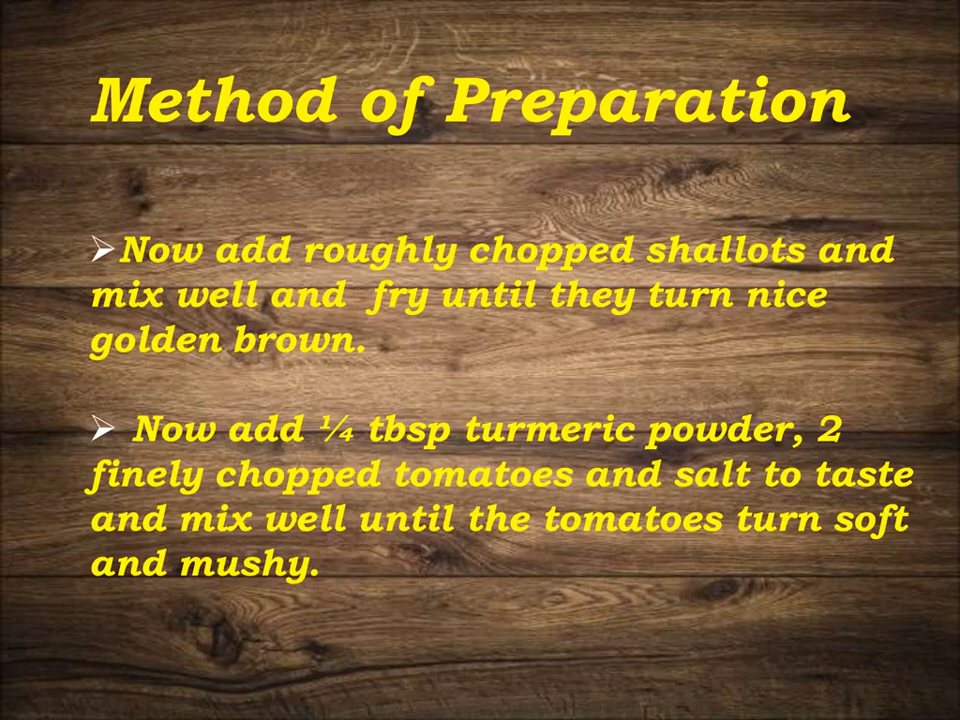 Method of Preparation
➢Now add roughly chopped shallots and
mix well and fry until they turn nice
golden brown.
➢ Now add ¼ tbsp turmeric powder, 2
finely chopped tomatoes and salt to taste
and mix well until the tomatoes turn soft
and mushy.